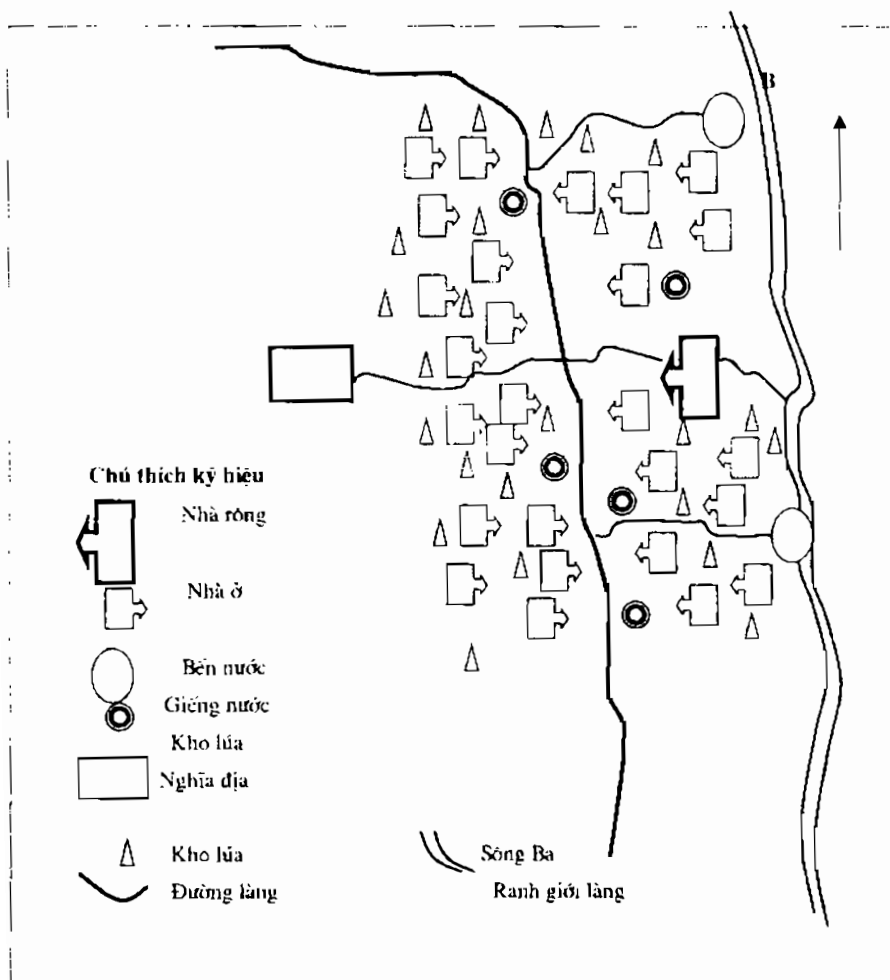 B
Chú thích ký hiệu
Nhà rông
Nhà ở
Bến nước
Giếng nước
Kho lúa
Nghĩa địa
Kho lúa
Đường làng
Sông Ba
Ranh giới làng